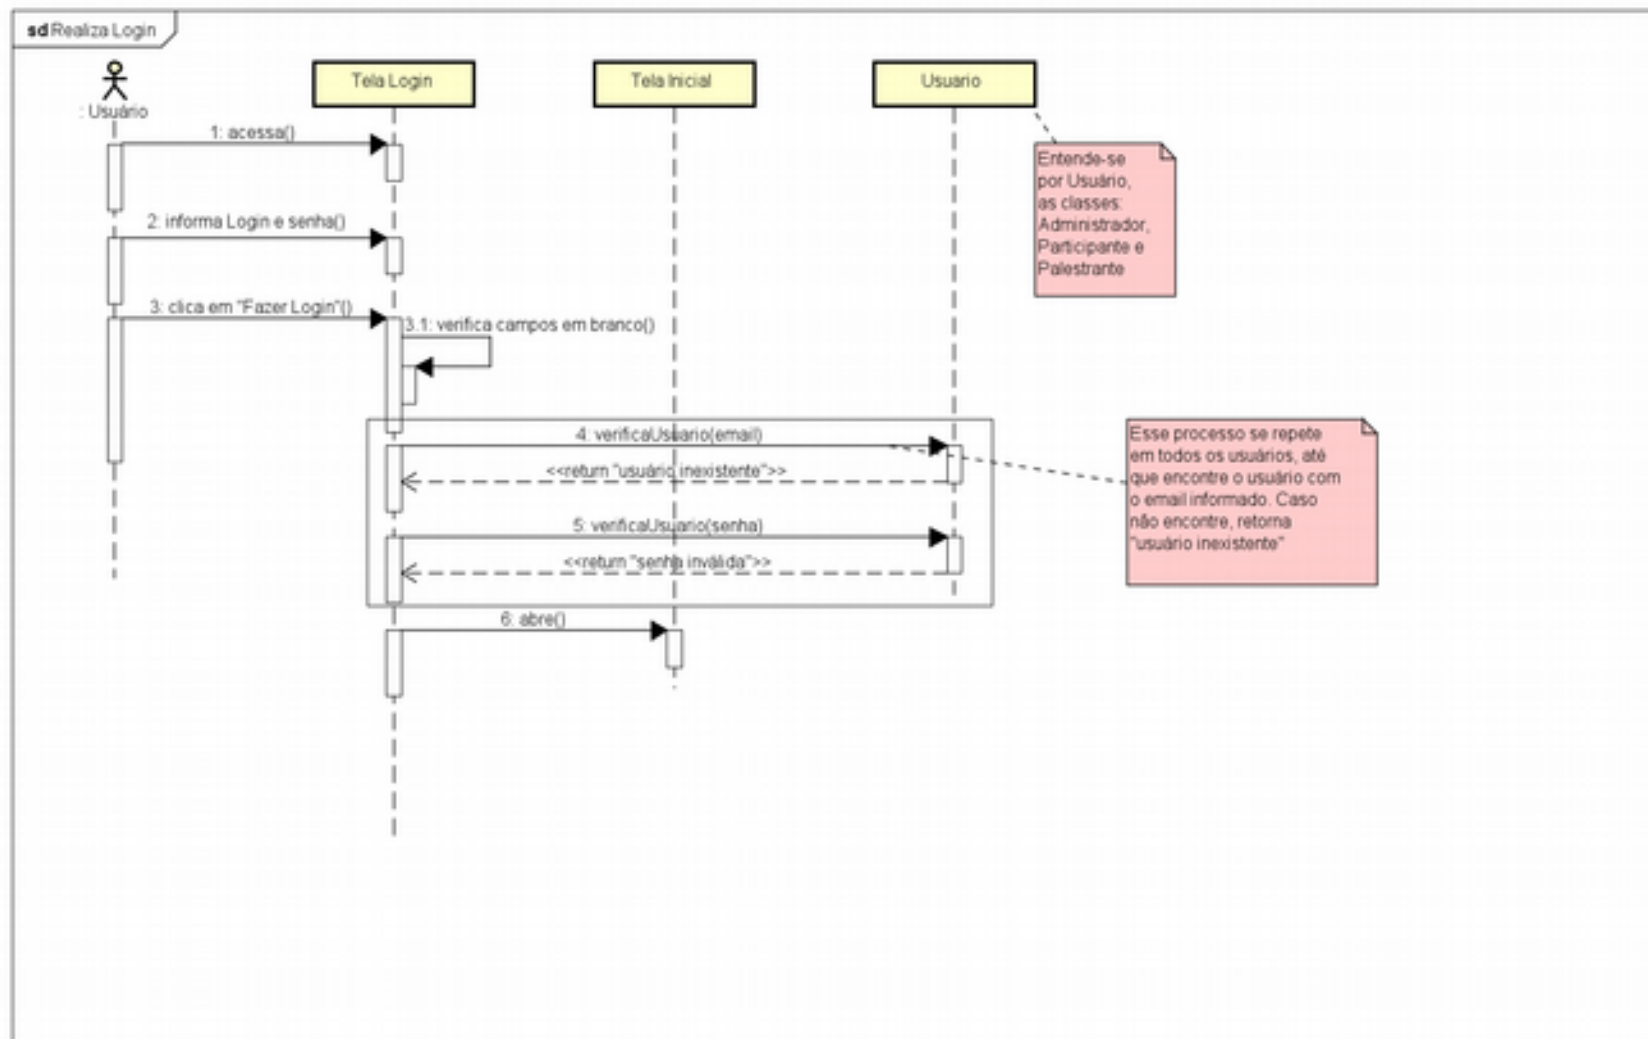 sd Realiza Login
: Usuário
Tela Login
Tela Inicial
Usuario
1: acessa()
Entende-se
por Usuário,
as classes:
Administrador,
Participante e
Palestrante
2: informa Login e senha()
3: clica em "Fazer Login"()
3.1: verifica campos em branco()
4: verificaUsuario(email)
<<return "usuário inexistente">>
Esse processo se repete
em todos os usuários, até
que encontre o usuário com
o email informado. Caso
não encontre, retorna
"usuário inexistente"
5: verificaUsuario(senha)
<<return "senha inválida">>
6: abre()